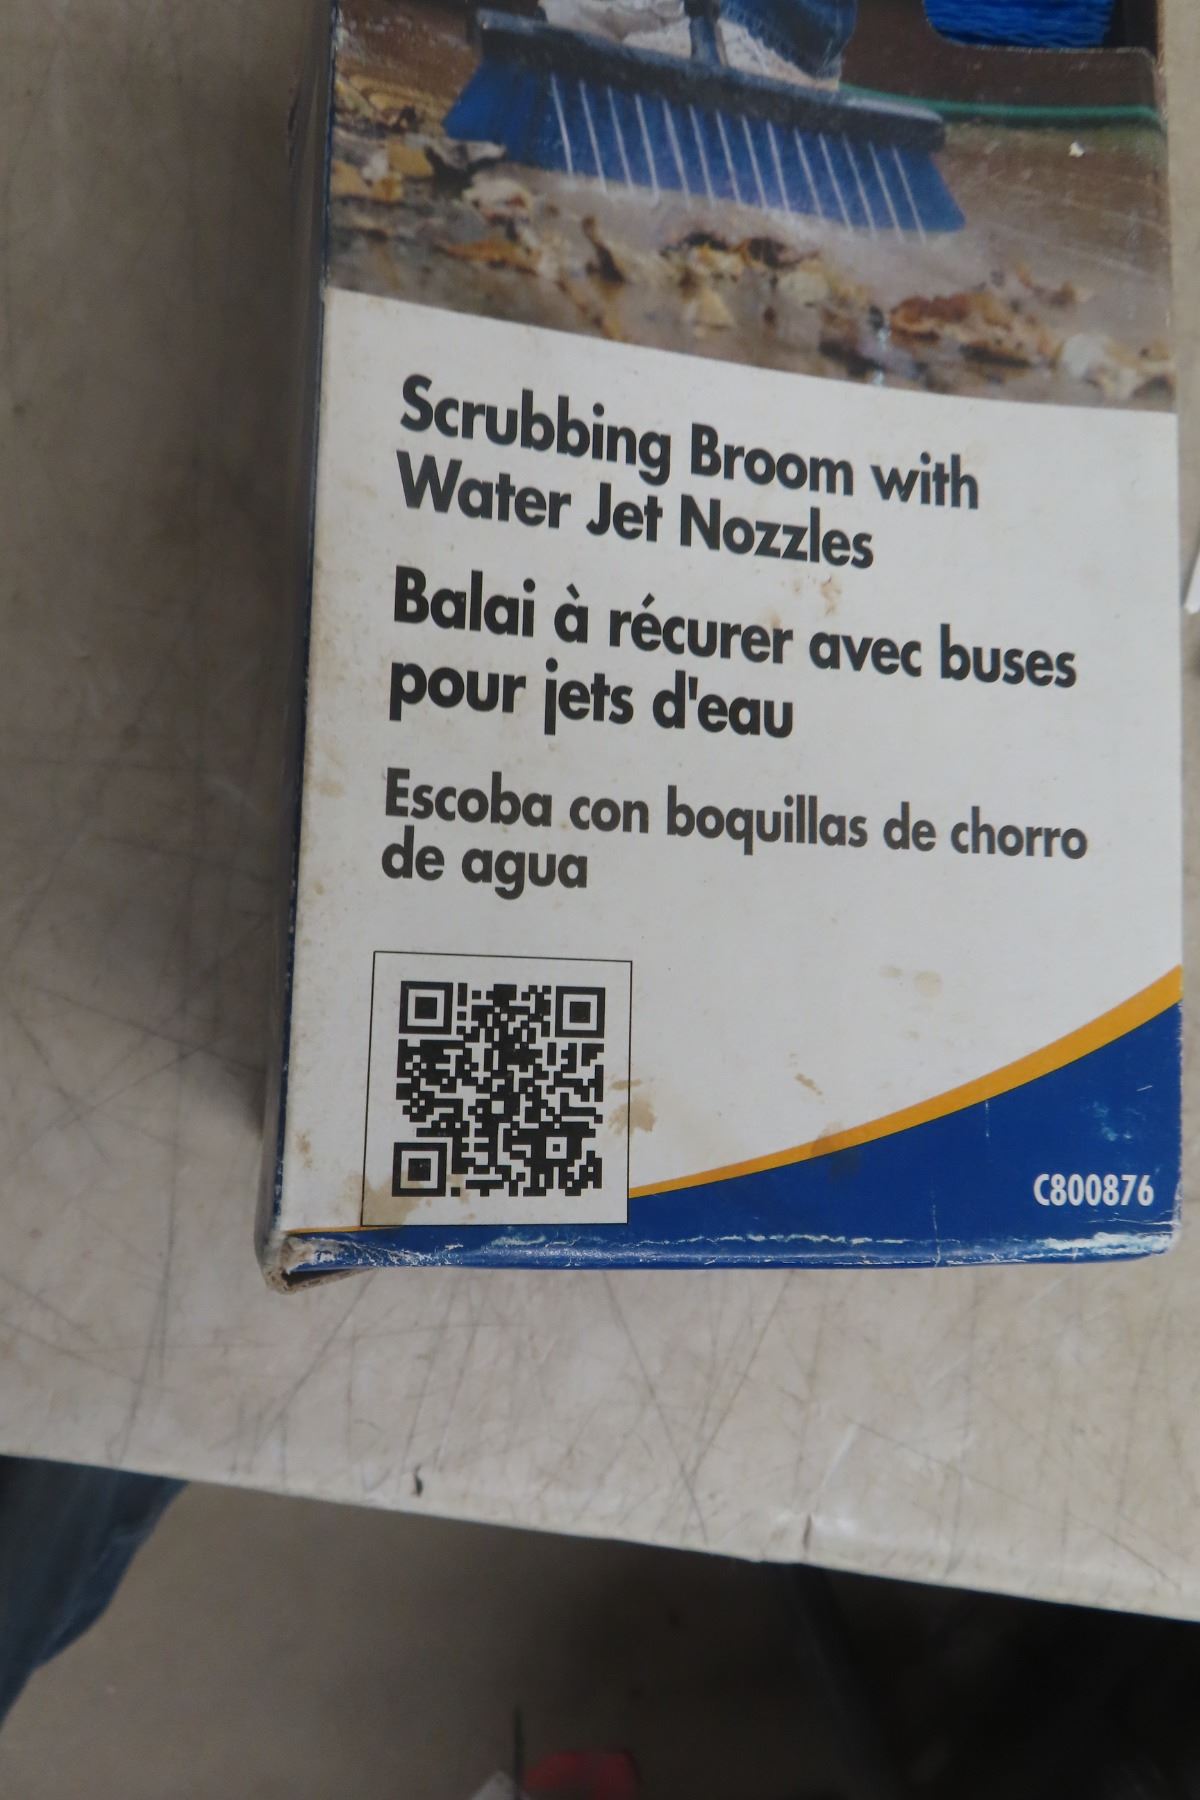 Scrubbing Broom with
Water Jet Nozzles
Balai à récurer avec buses
pour jets d'eau
Escoba con boquillas de chorro
de agua
C800876